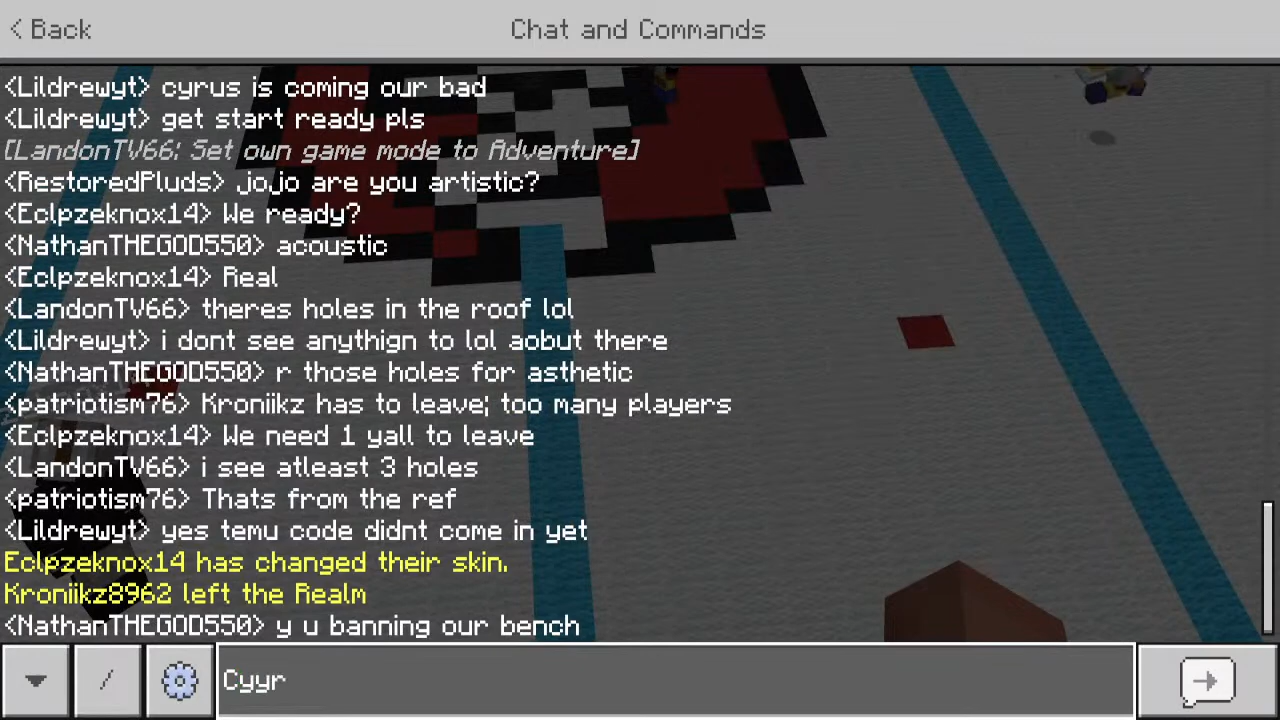 < Back
Chat and Commands
<Lildrewyt> cyrus is coming our bad
<Lildrewyt> get start ready pls
[LandonTV66: Set own game mode to Adventure]
<RestoredPluds> jojo are you artistic?
<Eclpzeknox14> We ready?
<NathanTHEGOD550> acoustic
<Eclpzeknox14> Real
<LandonTV66> theres holes in the roof lol
<Lildrewyt> i dont see anythign to lol aobut there
<NathanTHEGOD550> r those holes for asthetic
<patriotism76> Kroniikz has to leave; too many players
<Eclpzeknox14> We need 1 yall to leave
<LandonTV66> i see atleast 3 holes
<patriotism76> Thats from the ref
<Lildrewyt> yes temu code didnt come in yet
Eclpzeknox14 has changed their skin.
Kroniikz8962 left the Realm
<NathanTHEGOD550> y u banning our bench
/
Cyyr